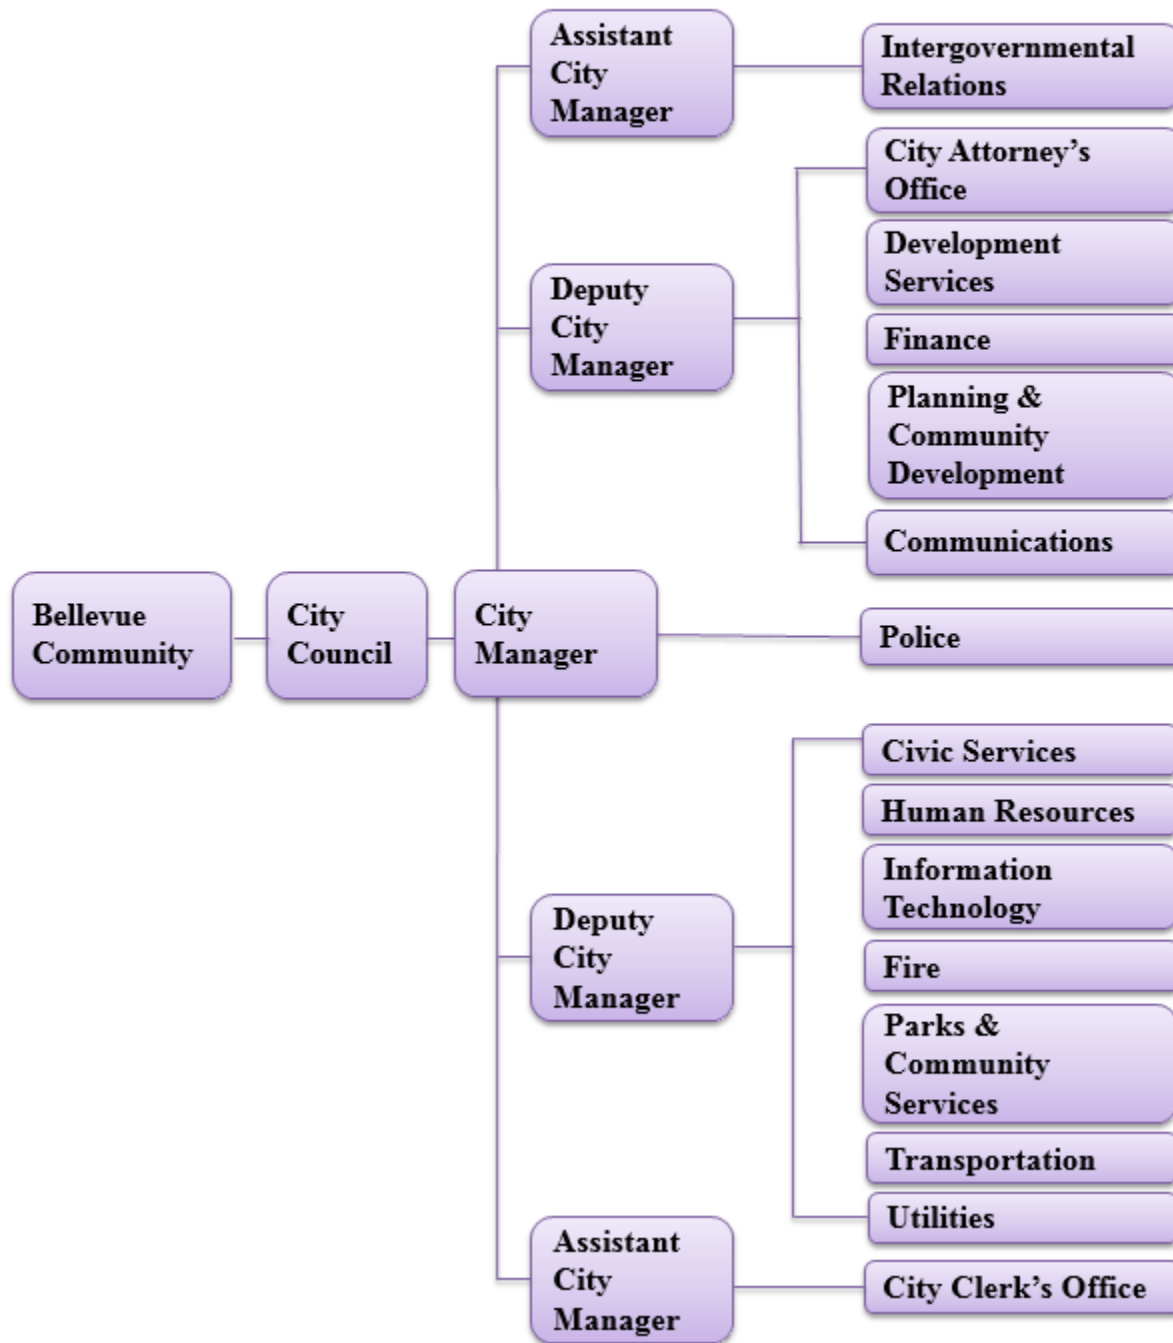 Assistant
City
Manager
Intergovernmental
Relations
City Attorney’s
Office
Development
Services
Deputy
City
Manager
Finance
Planning &
Community
Development
Communications
Bellevue
Community
City
Council
City
Manager
Police
Civic Services
Human Resources
Information
Technology
Deputy
City
Manager
Fire
Parks &
Community
Services
Transportation
Utilities
Assistant
City
Manager
City Clerk’s Office